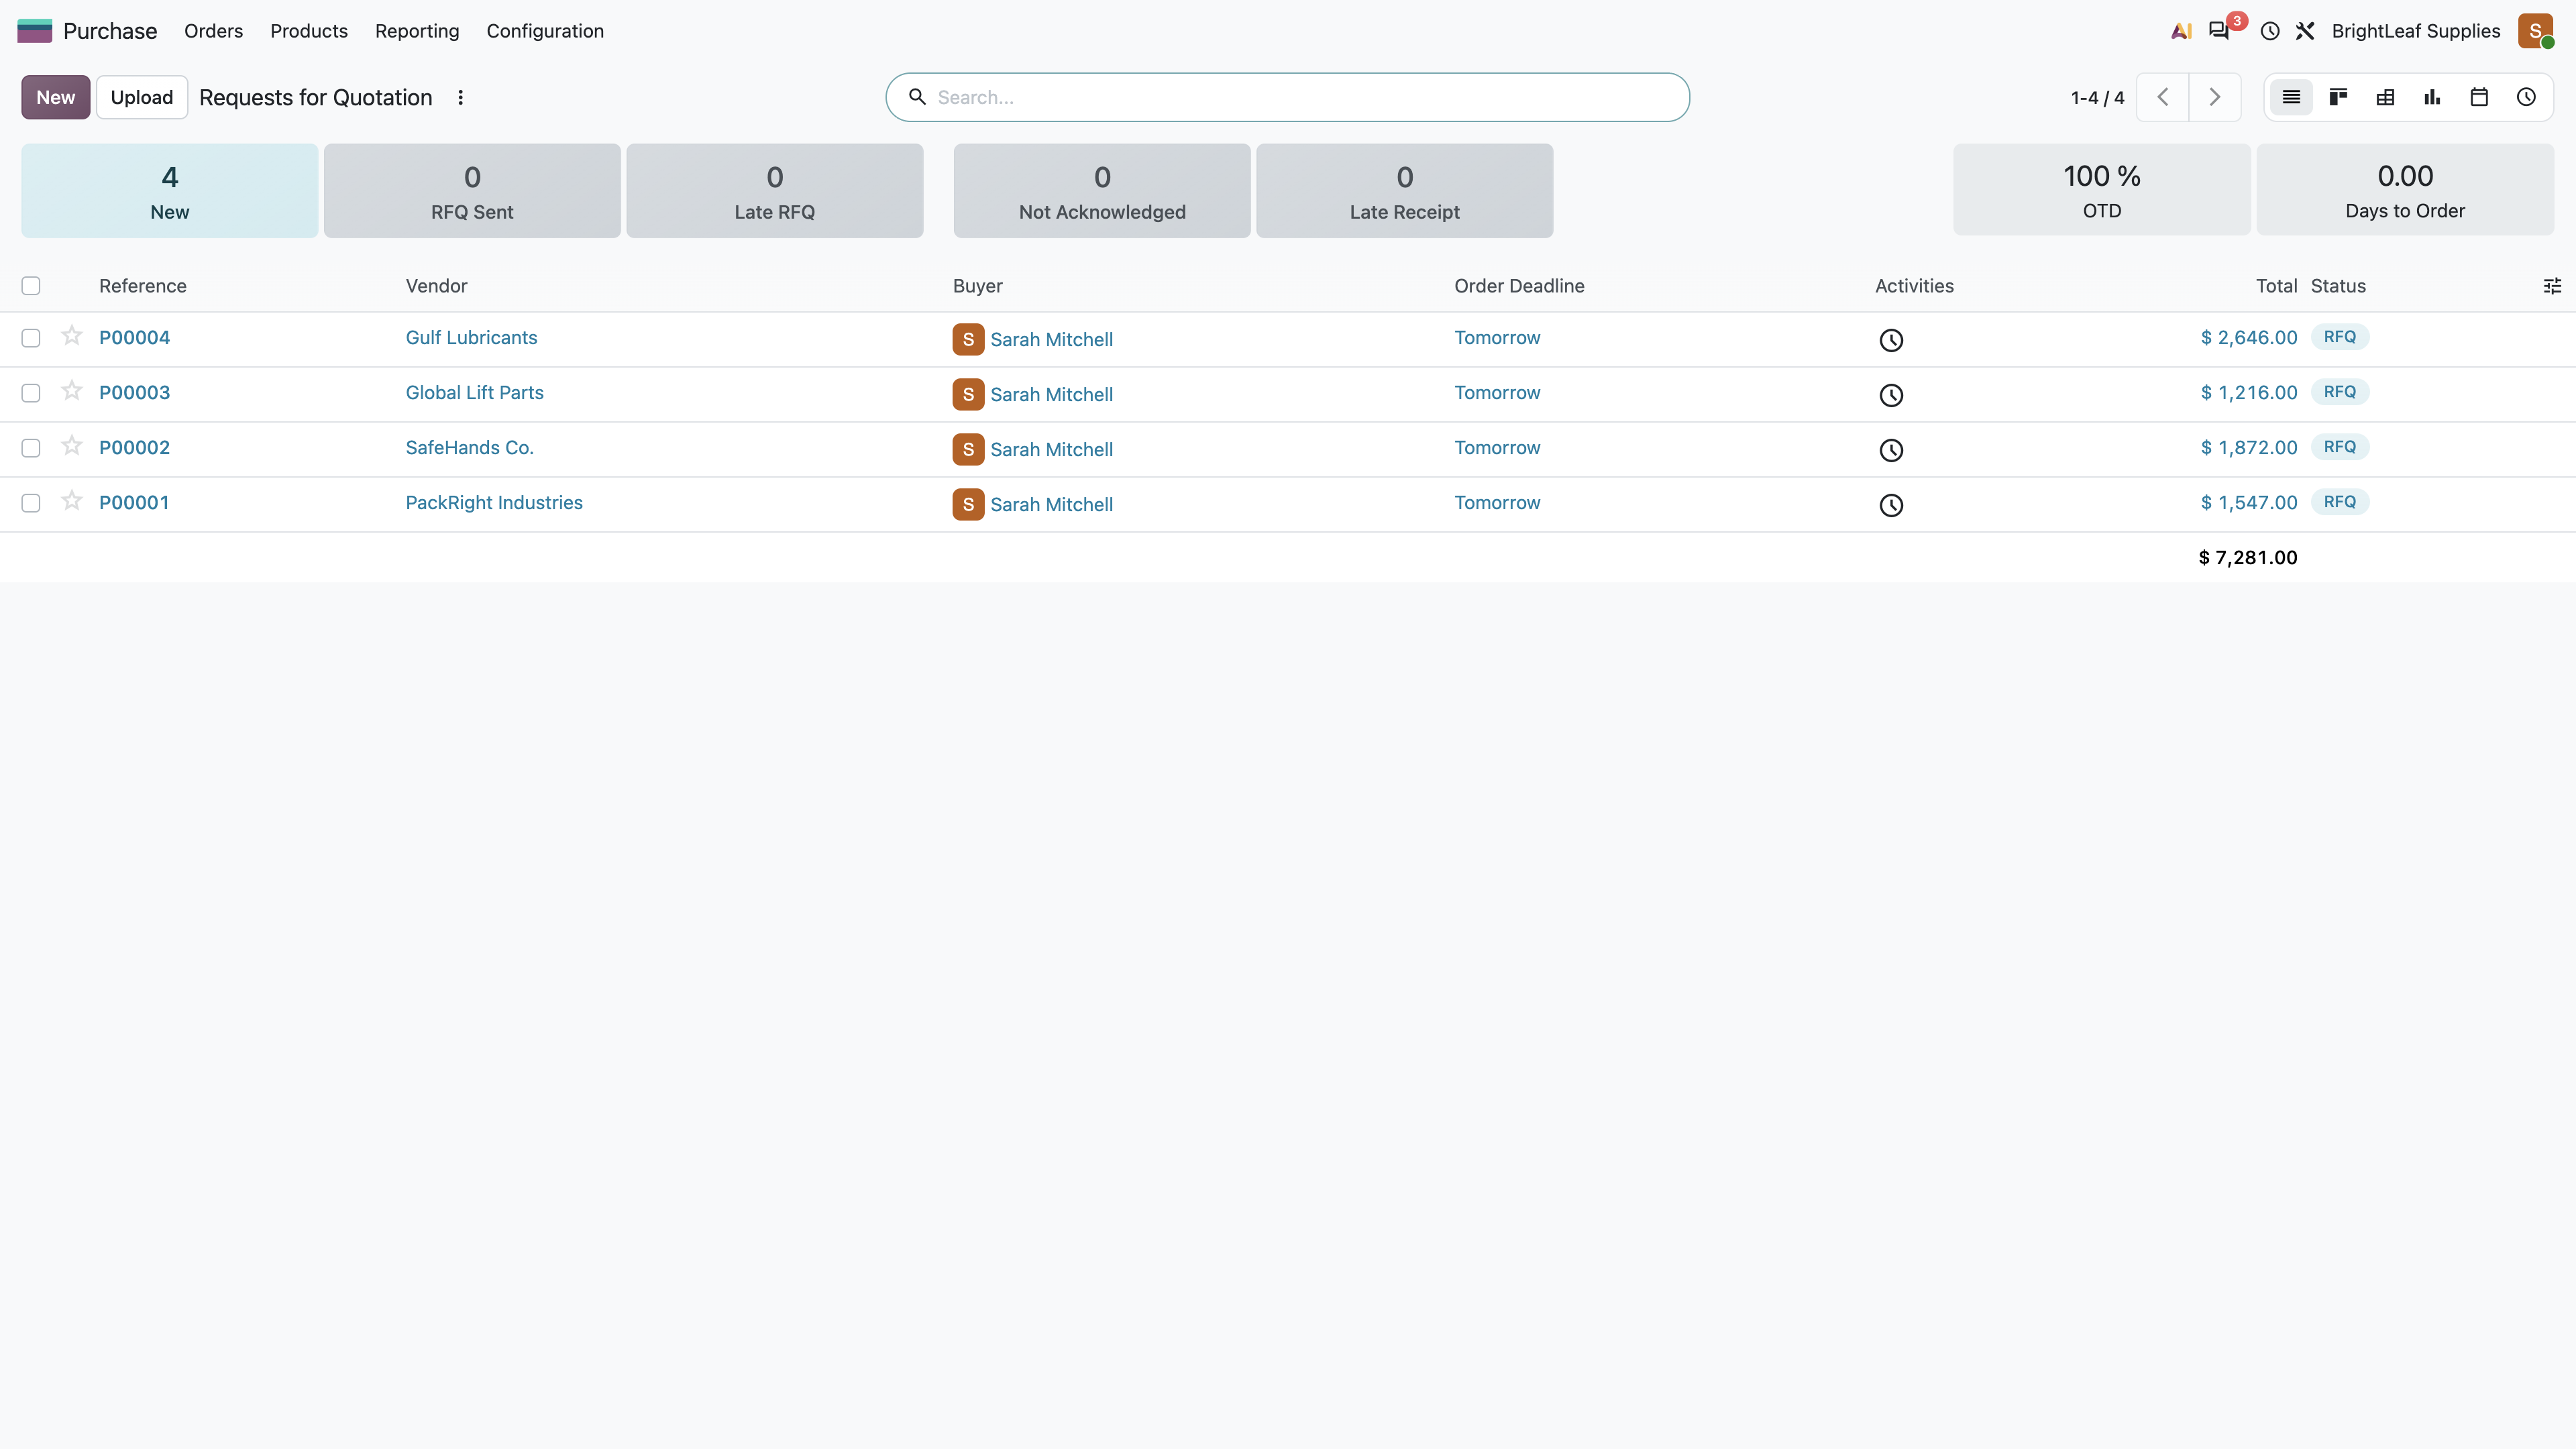 Purchase Orders Products Reporting Configuration AI 3 BrightLeaf Supplies S
New Upload Requests for Quotation Search... 1-4 / 4
4 0 0 0 0 100 % 0.00
New RFQ Sent Late RFQ Not Acknowledged Late Receipt OTD Days to Order
Reference Vendor Buyer Order Deadline Activities Total Status
P00004 Gulf Lubricants S Sarah Mitchell Tomorrow $ 2,646.00 RFQ
P00003 Global Lift Parts S Sarah Mitchell Tomorrow $ 1,216.00 RFQ
P00002 SafeHands Co. S Sarah Mitchell Tomorrow $ 1,872.00 RFQ
P00001 PackRight Industries S Sarah Mitchell Tomorrow $ 1,547.00 RFQ
$ 7,281.00